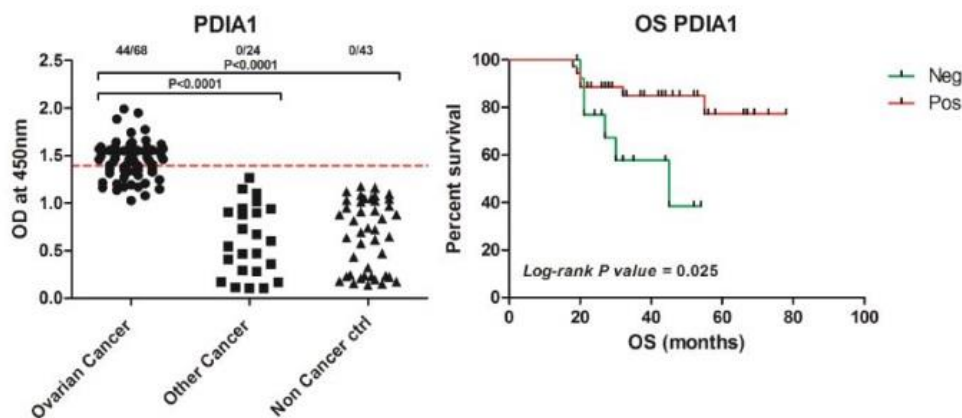 PDIA1
44/68 0/24 0/43
P<0.0001
P<0.0001
OD at 450nm
2.5
2.0
1.5
1.0
0.5
0.0
Ovarian Cancer
Other Cancer
Non Cancer ctrl
OS PDIA1
Percent survival
100
80
60
40
20
0
Neg
Pos
Log-rank P value = 0.025
0 20 40 60 80 100
OS (months)